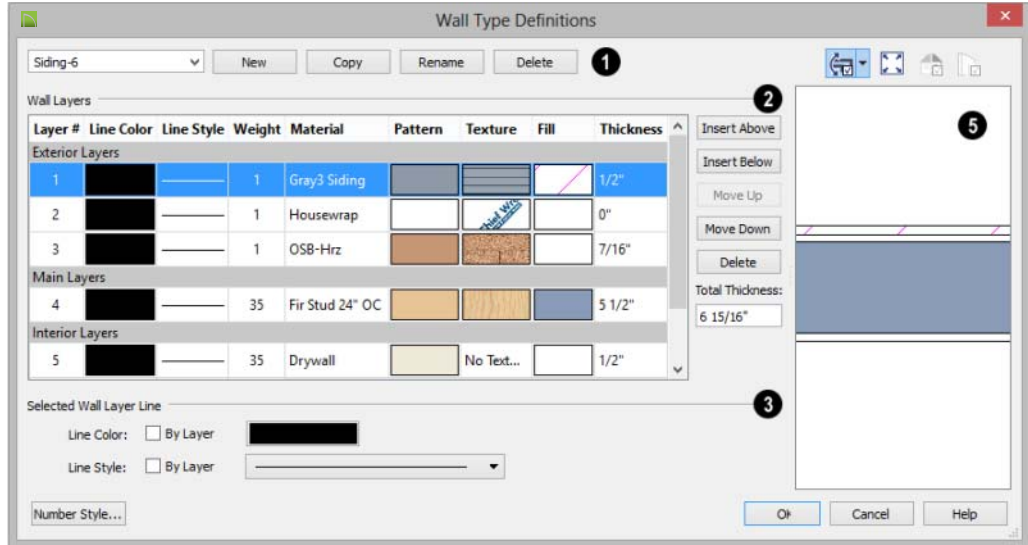 Wall Type Definitions
Siding-6 New Copy Rename Delete 1
Wall Layers 2
Layer # Line Color Line Style Weight Material Pattern Texture Fill Thickness Insert Above 5
Exterior Layers
1 1 Gray3 Siding 1/2" Insert Below
Move Up
2 1 Housewrap 0"
3 1 OSB-Hrz 7/16" Move Down
Main Layers Delete
4 35 Fir Stud 24" OC 5 1/2" Total Thickness:
6 15/16"
Interior Layers
5 35 Drywall No Text... 1/2"
Selected Wall Layer Line 3
Line Color: By Layer
Line Style: By Layer
Number Style... Cancel Help